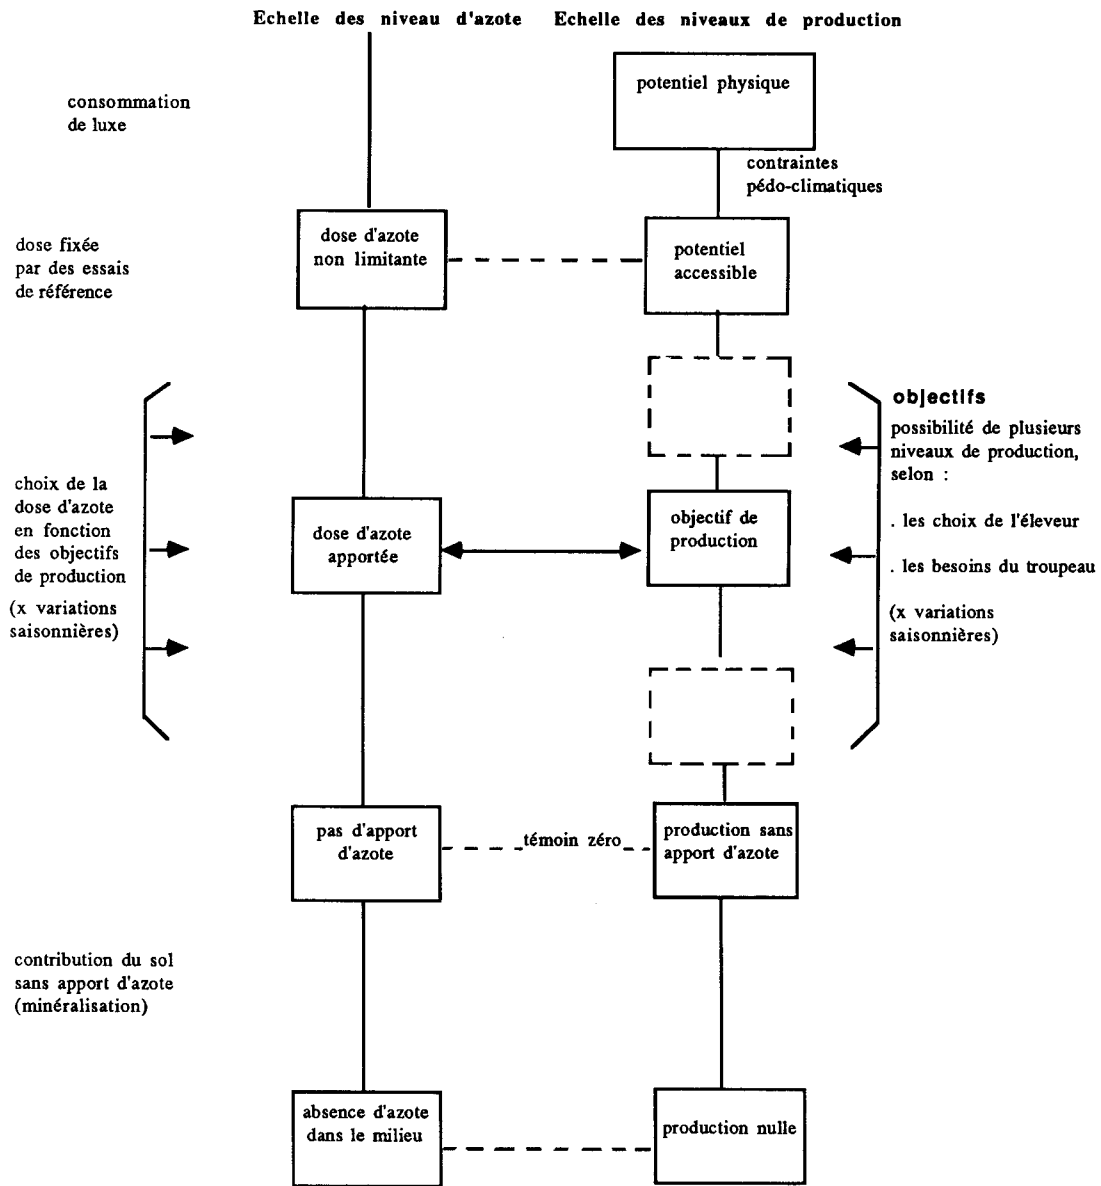 Echelle des niveau d'azote
Echelle des niveaux de production
potentiel physique
consommation
de luxe
contraintes
pédo-climatiques
dose fixée
par des essais
de référence
dose d'azote
non limitante
potentiel
accessible
objectifs
possibilité de plusieurs
niveaux de production,
selon :
. les choix de l'éleveur
. les besoins du troupeau
(x variations
saisonnières)
choix de la
dose d'azote
en fonction
des objectifs
de production
(x variations
saisonnières)
dose d'azote
apportée
objectif de
production
pas d'apport
d'azote
témoin zéro
production sans
apport d'azote
contribution du sol
sans apport d'azote
(minéralisation)
absence d'azote
dans le milieu
production nulle